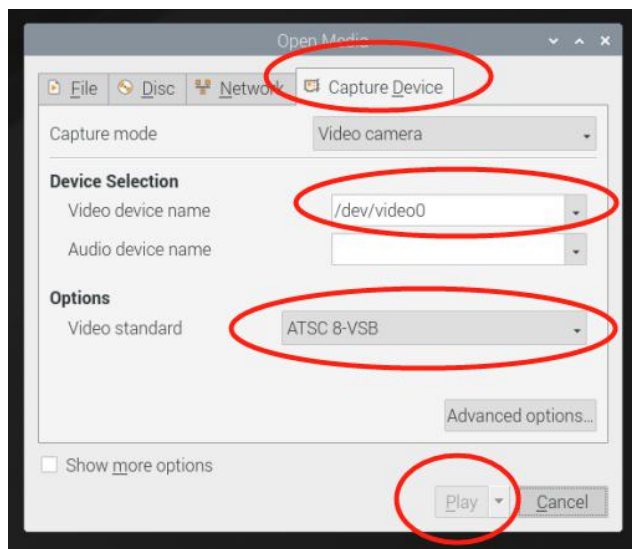 Open Media
File Disc Network Capture Device
Capture mode Video camera
Device Selection
Video device name /dev/video0
Audio device name
Options
Video standard ATSC 8-VSB
Advanced options...
Show more options
Play Cancel